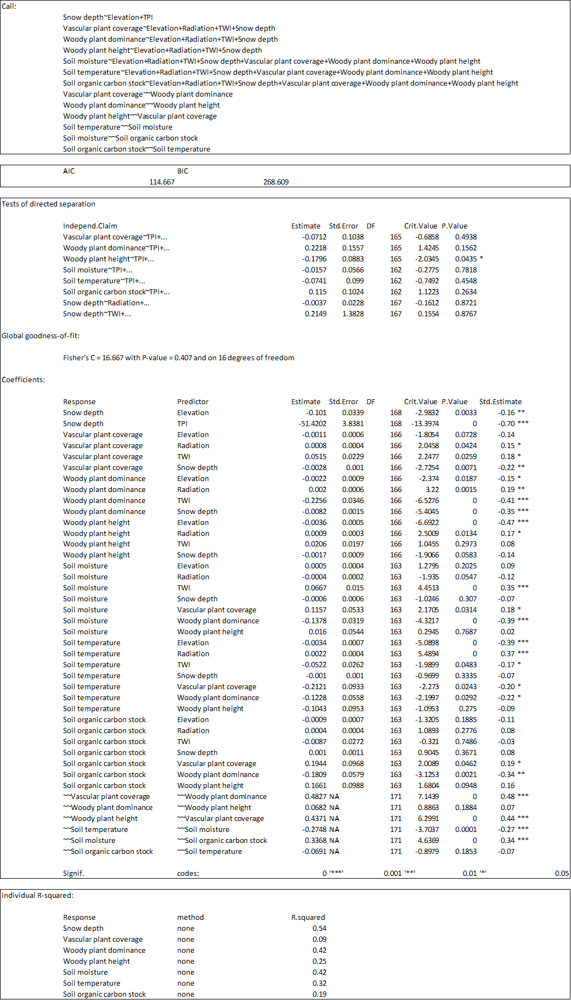 Call:
Snow depth~Elevation+TPI
Vascular plant coverage~Elevation+Radiation+TWI+Snow depth
Woody plant dominance~Elevation+Radiation+TWI+Snow depth
Woody plant height~Elevation+Radiation+TWI+Snow depth
Soil moisture~Elevation+Radiation+TWI+Snow depth+Vascular plant coverage+Woody plant dominance+Woody plant height
Soil temperature~Elevation+Radiation+TWI+Snow depth+Vascular plant coverage+Woody plant dominance+Woody plant height
Soil organic carbon stock~Elevation+Radiation+TWI+Snow depth+Vascular plant coverage+Woody plant dominance+Woody plant height
Vascular plant coverage~~Woody plant dominance
Woody plant dominance~~Woody plant height
Woody plant height~~Vascular plant coverage
Soil temperature~~Soil moisture
Soil moisture~~Soil organic carbon stock
Soil organic carbon stock~~Soil temperature
AIC BIC
114.667 268.609
Tests of directed separation
Independ.Claim Estimate Std.Error DF Crit.Value P.Value
Vascular plant coverage~TPI+... -0.0712 0.1038 165 -0.6858 0.4938
Woody plant dominance~TPI+... 0.2218 0.1557 165 1.4245 0.1562
Woody plant height~TPI+... -0.1796 0.0883 165 -2.0345 0.0435 *
Soil moisture~TPI+... -0.0157 0.0566 162 -0.2775 0.7818
Soil temperature~TPI+... -0.0741 0.099 162 -0.7492 0.4548
Soil organic carbon stock~TPI+... 0.115 0.1024 162 1.1223 0.2634
Snow depth~Radiation+... -0.0037 0.0228 167 -0.1612 0.8721
Snow depth~TWI+... 0.2149 1.3828 167 0.1554 0.8767
Global goodness-of-fit:
Fisher's C = 16.667 with P-value = 0.407 and on 16 degrees of freedom
Coefficients:
Response Predictor Estimate Std.Error DF Crit.Value P.Value Std.Estimate
Snow depth Elevation -0.101 0.0339 168 -2.9832 0.0033 -0.16 **
Snow depth TPI -51.4202 3.8381 168 -13.3974 0 -0.70 ***
Vascular plant coverage Elevation -0.0011 0.0006 166 -1.8054 0.0728 -0.14
Vascular plant coverage Radiation 0.0008 0.0004 166 2.0458 0.0424 0.15 *
Vascular plant coverage TWI 0.0515 0.0229 166 2.2477 0.0259 0.18 *
Vascular plant coverage Snow depth -0.0028 0.001 166 -2.7254 0.0071 -0.22 **
Woody plant dominance Elevation -0.0022 0.0009 166 -2.374 0.0187 -0.15 *
Woody plant dominance Radiation 0.002 0.0006 166 3.22 0.0015 0.19 **
Woody plant dominance TWI -0.2256 0.0346 166 -6.5276 0 -0.41 ***
Woody plant dominance Snow depth -0.0082 0.0015 166 -5.4045 0 -0.35 ***
Woody plant height Elevation -0.0036 0.0005 166 -6.6922 0 -0.47 ***
Woody plant height Radiation 0.0009 0.0003 166 2.5009 0.0134 0.17 *
Woody plant height TWI 0.0206 0.0197 166 1.0455 0.2973 0.08
Woody plant height Snow depth -0.0017 0.0009 166 -1.9066 0.0583 -0.14
Soil moisture Elevation 0.0005 0.0004 163 1.2795 0.2025 0.09
Soil moisture Radiation -0.0004 0.0002 163 -1.935 0.0547 -0.12
Soil moisture TWI 0.0667 0.015 163 4.4513 0 0.35 ***
Soil moisture Snow depth -0.0006 0.0006 163 -1.0246 0.307 -0.07
Soil moisture Vascular plant coverage 0.1157 0.0533 163 2.1705 0.0314 0.18 *
Soil moisture Woody plant dominance -0.1378 0.0319 163 -4.3217 0 -0.39 ***
Soil moisture Woody plant height 0.016 0.0544 163 0.2945 0.7687 0.02
Soil temperature Elevation -0.0034 0.0007 163 -5.0898 0 -0.39 ***
Soil temperature Radiation 0.0022 0.0004 163 5.4894 0 0.37 ***
Soil temperature TWI -0.0522 0.0262 163 -1.9899 0.0483 -0.17 *
Soil temperature Snow depth -0.001 0.001 163 -0.9699 0.3335 -0.07
Soil temperature Vascular plant coverage -0.2121 0.0933 163 -2.273 0.0243 -0.20 *
Soil temperature Woody plant dominance -0.1228 0.0558 163 -2.1997 0.0292 -0.22 *
Soil temperature Woody plant height -0.1043 0.0953 163 -1.0953 0.275 -0.09
Soil organic carbon stock Elevation -0.0009 0.0007 163 -1.3205 0.1885 -0.11
Soil organic carbon stock Radiation 0.0004 0.0004 163 1.0893 0.2776 0.08
Soil organic carbon stock TWI -0.0087 0.0272 163 -0.321 0.7486 -0.03
Soil organic carbon stock Snow depth 0.001 0.0011 163 0.9045 0.3671 0.08
Soil organic carbon stock Vascular plant coverage 0.1944 0.0968 163 2.0089 0.0462 0.19 *
Soil organic carbon stock Woody plant dominance -0.1809 0.0579 163 -3.1253 0.0021 -0.34 **
Soil organic carbon stock Woody plant height 0.1661 0.0988 163 1.6804 0.0948 0.16
~~Vascular plant coverage ~~Woody plant dominance 0.4827 NA 171 7.1439 0 0.48 ***
~~Woody plant dominance ~~Woody plant height 0.0682 NA 171 0.8863 0.1884 0.07
~~Woody plant height ~~Vascular plant coverage 0.4371 NA 171 6.2991 0 0.44 ***
~~Soil temperature ~~Soil moisture -0.2748 NA 171 -3.7037 0.0001 -0.27 ***
~~Soil moisture ~~Soil organic carbon stock 0.3368 NA 171 4.6369 0 0.34 ***
~~Soil organic carbon stock ~~Soil temperature -0.0691 NA 171 -0.8979 0.1853 -0.07
Signif. codes: 0 '***' 0.001 '**' 0.01 '*' 0.05
Individual R-squared:
Response method R.squared
Snow depth none 0.54
Vascular plant coverage none 0.09
Woody plant dominance none 0.42
Woody plant height none 0.25
Soil moisture none 0.42
Soil temperature none 0.32
Soil organic carbon stock none 0.19